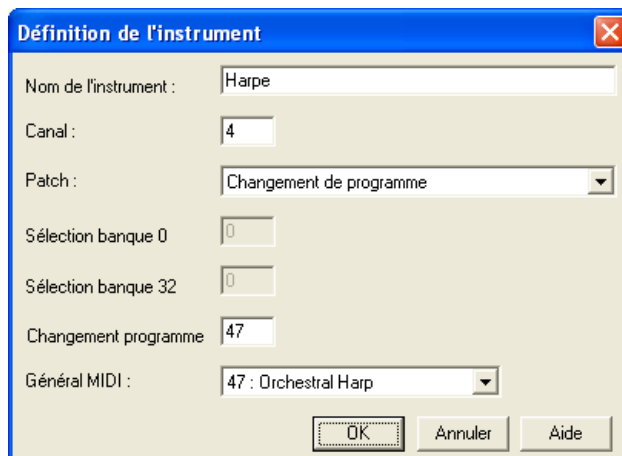 Définition de l'instrument
Nom de l'instrument : Harpe
Canal : 4
Patch : Changement de programme
Sélection banque 0 0
Sélection banque 32 0
Changement programme 47
Général MIDI : 47 : Orchestral Harp
OK Annuler Aide